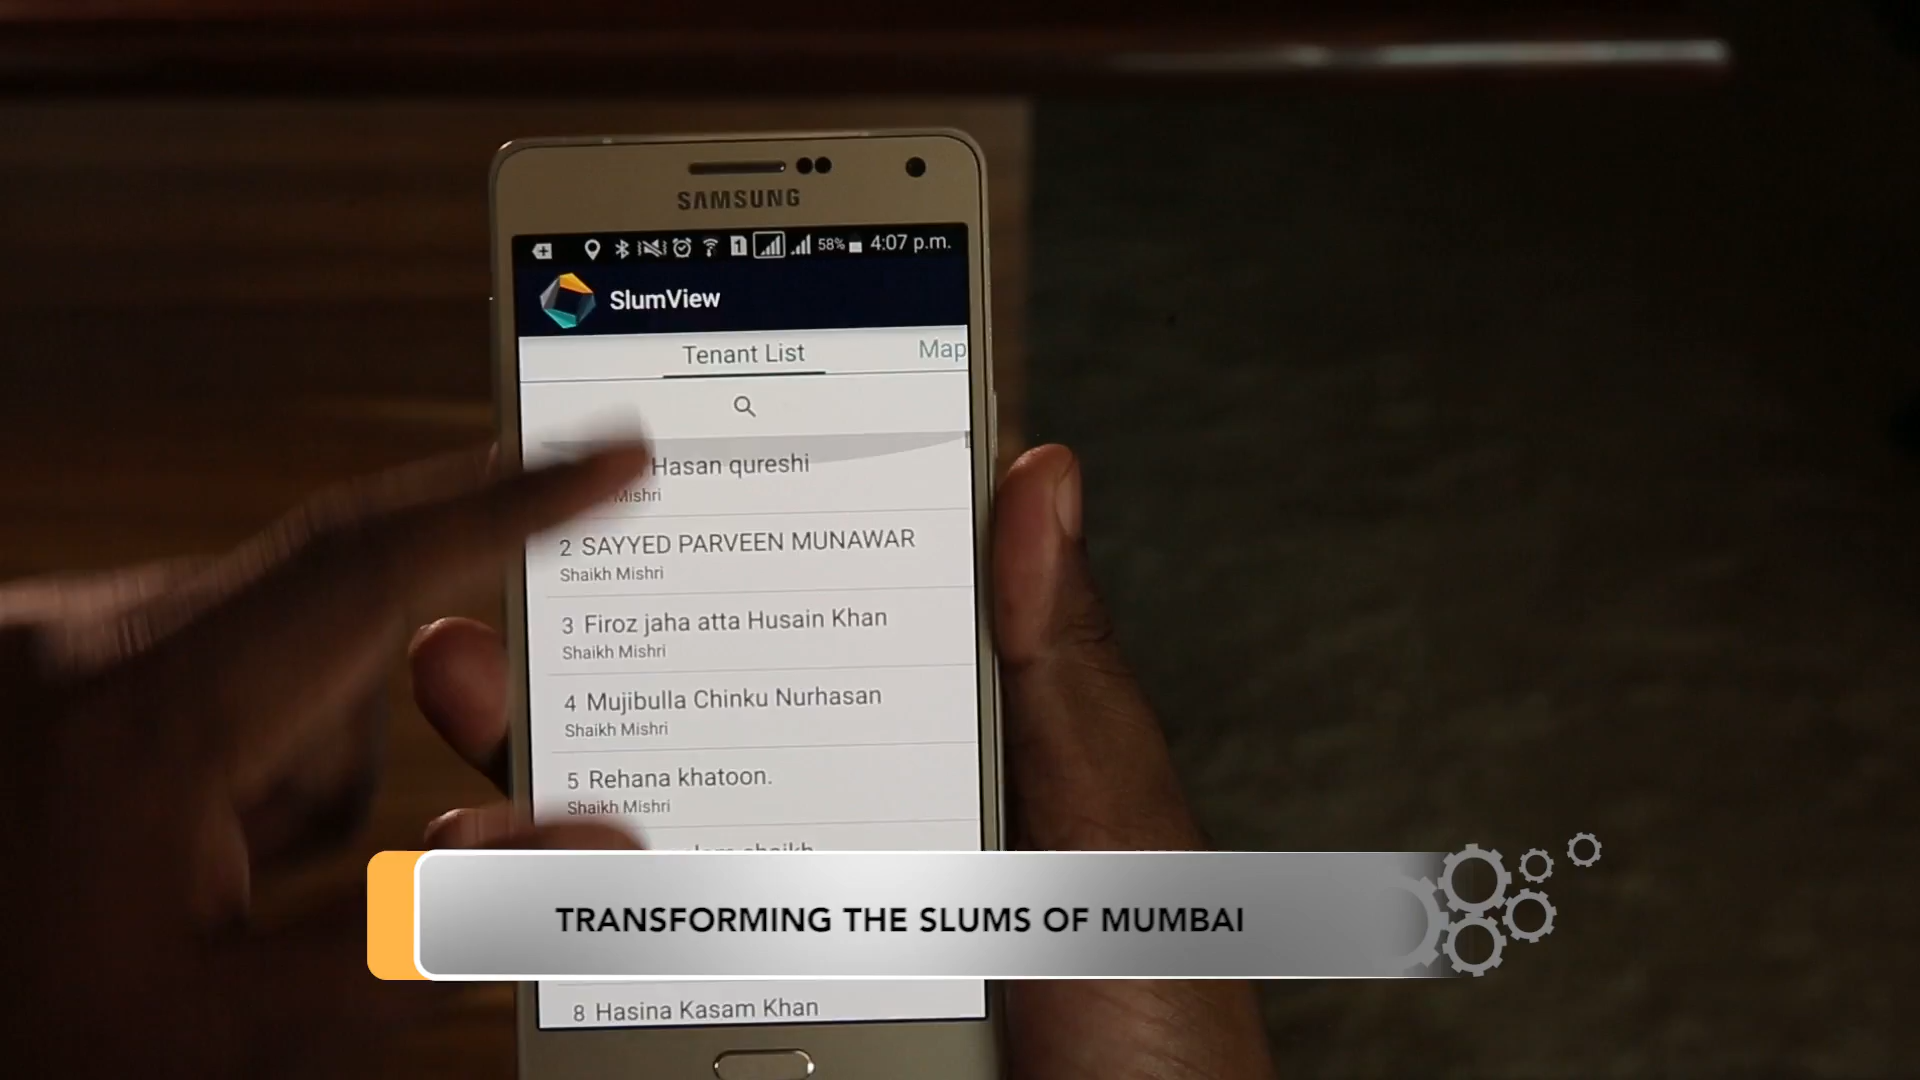 SAMSUNG
1 58% 4:07 p.m.
SlumView
Tenant List Map
Hasan qureshi
Mishri
2 SAYYED PARVEEN MUNAWAR
Shaikh Mishri
3 Firoz jaha atta Husain Khan
Shaikh Mishri
4 Mujibulla Chinku Nurhasan
Shaikh Mishri
5 Rehana khatoon.
Shaikh Mishri
shaikh
TRANSFORMING THE SLUMS OF MUMBAI
8 Hasina Kasam Khan